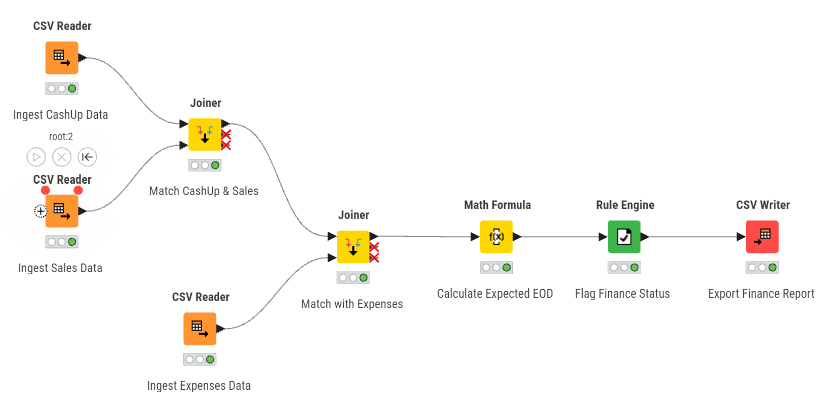 CSV Reader
Ingest CashUp Data
root:2
CSV Reader
Ingest Sales Data
Joiner
Match CashUp & Sales
CSV Reader
Ingest Expenses Data
Joiner
Match with Expenses
Math Formula
f(x)
Calculate Expected EOD
Rule Engine
Flag Finance Status
CSV Writer
Export Finance Report